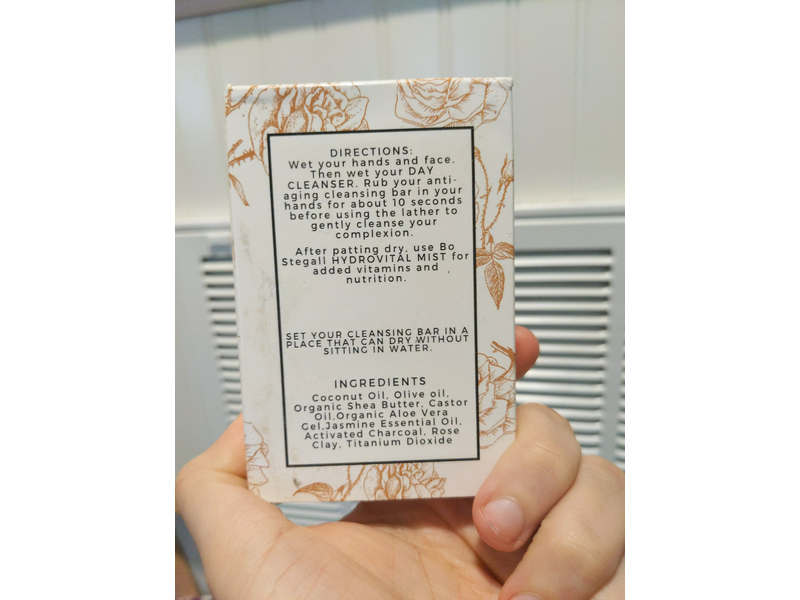 DIRECTIONS:
Wet your hands and face.
Then wet your DAY
CLEANSER. Rub your anti-
aging cleansing bar in your
hands for about 10 seconds
before using the lather to
gently cleanse your
complexion.
After patting dry, use Bo
Stegall HYDROVITAL MIST for
added vitamins and ,
nutrition.
SET YOUR CLEANSING BAR IN A
PLACE THAT CAN DRY WITHOUT
SITTING IN WATER.
INGREDIENTS
Coconut Oil, Olive oil,
Organic Shea Butter, Castor
Oil,Organic Aloe Vera
Gel,Jasmine Essential Oil,
Activated Charcoal, Rose
Clay, Titanium Dioxide